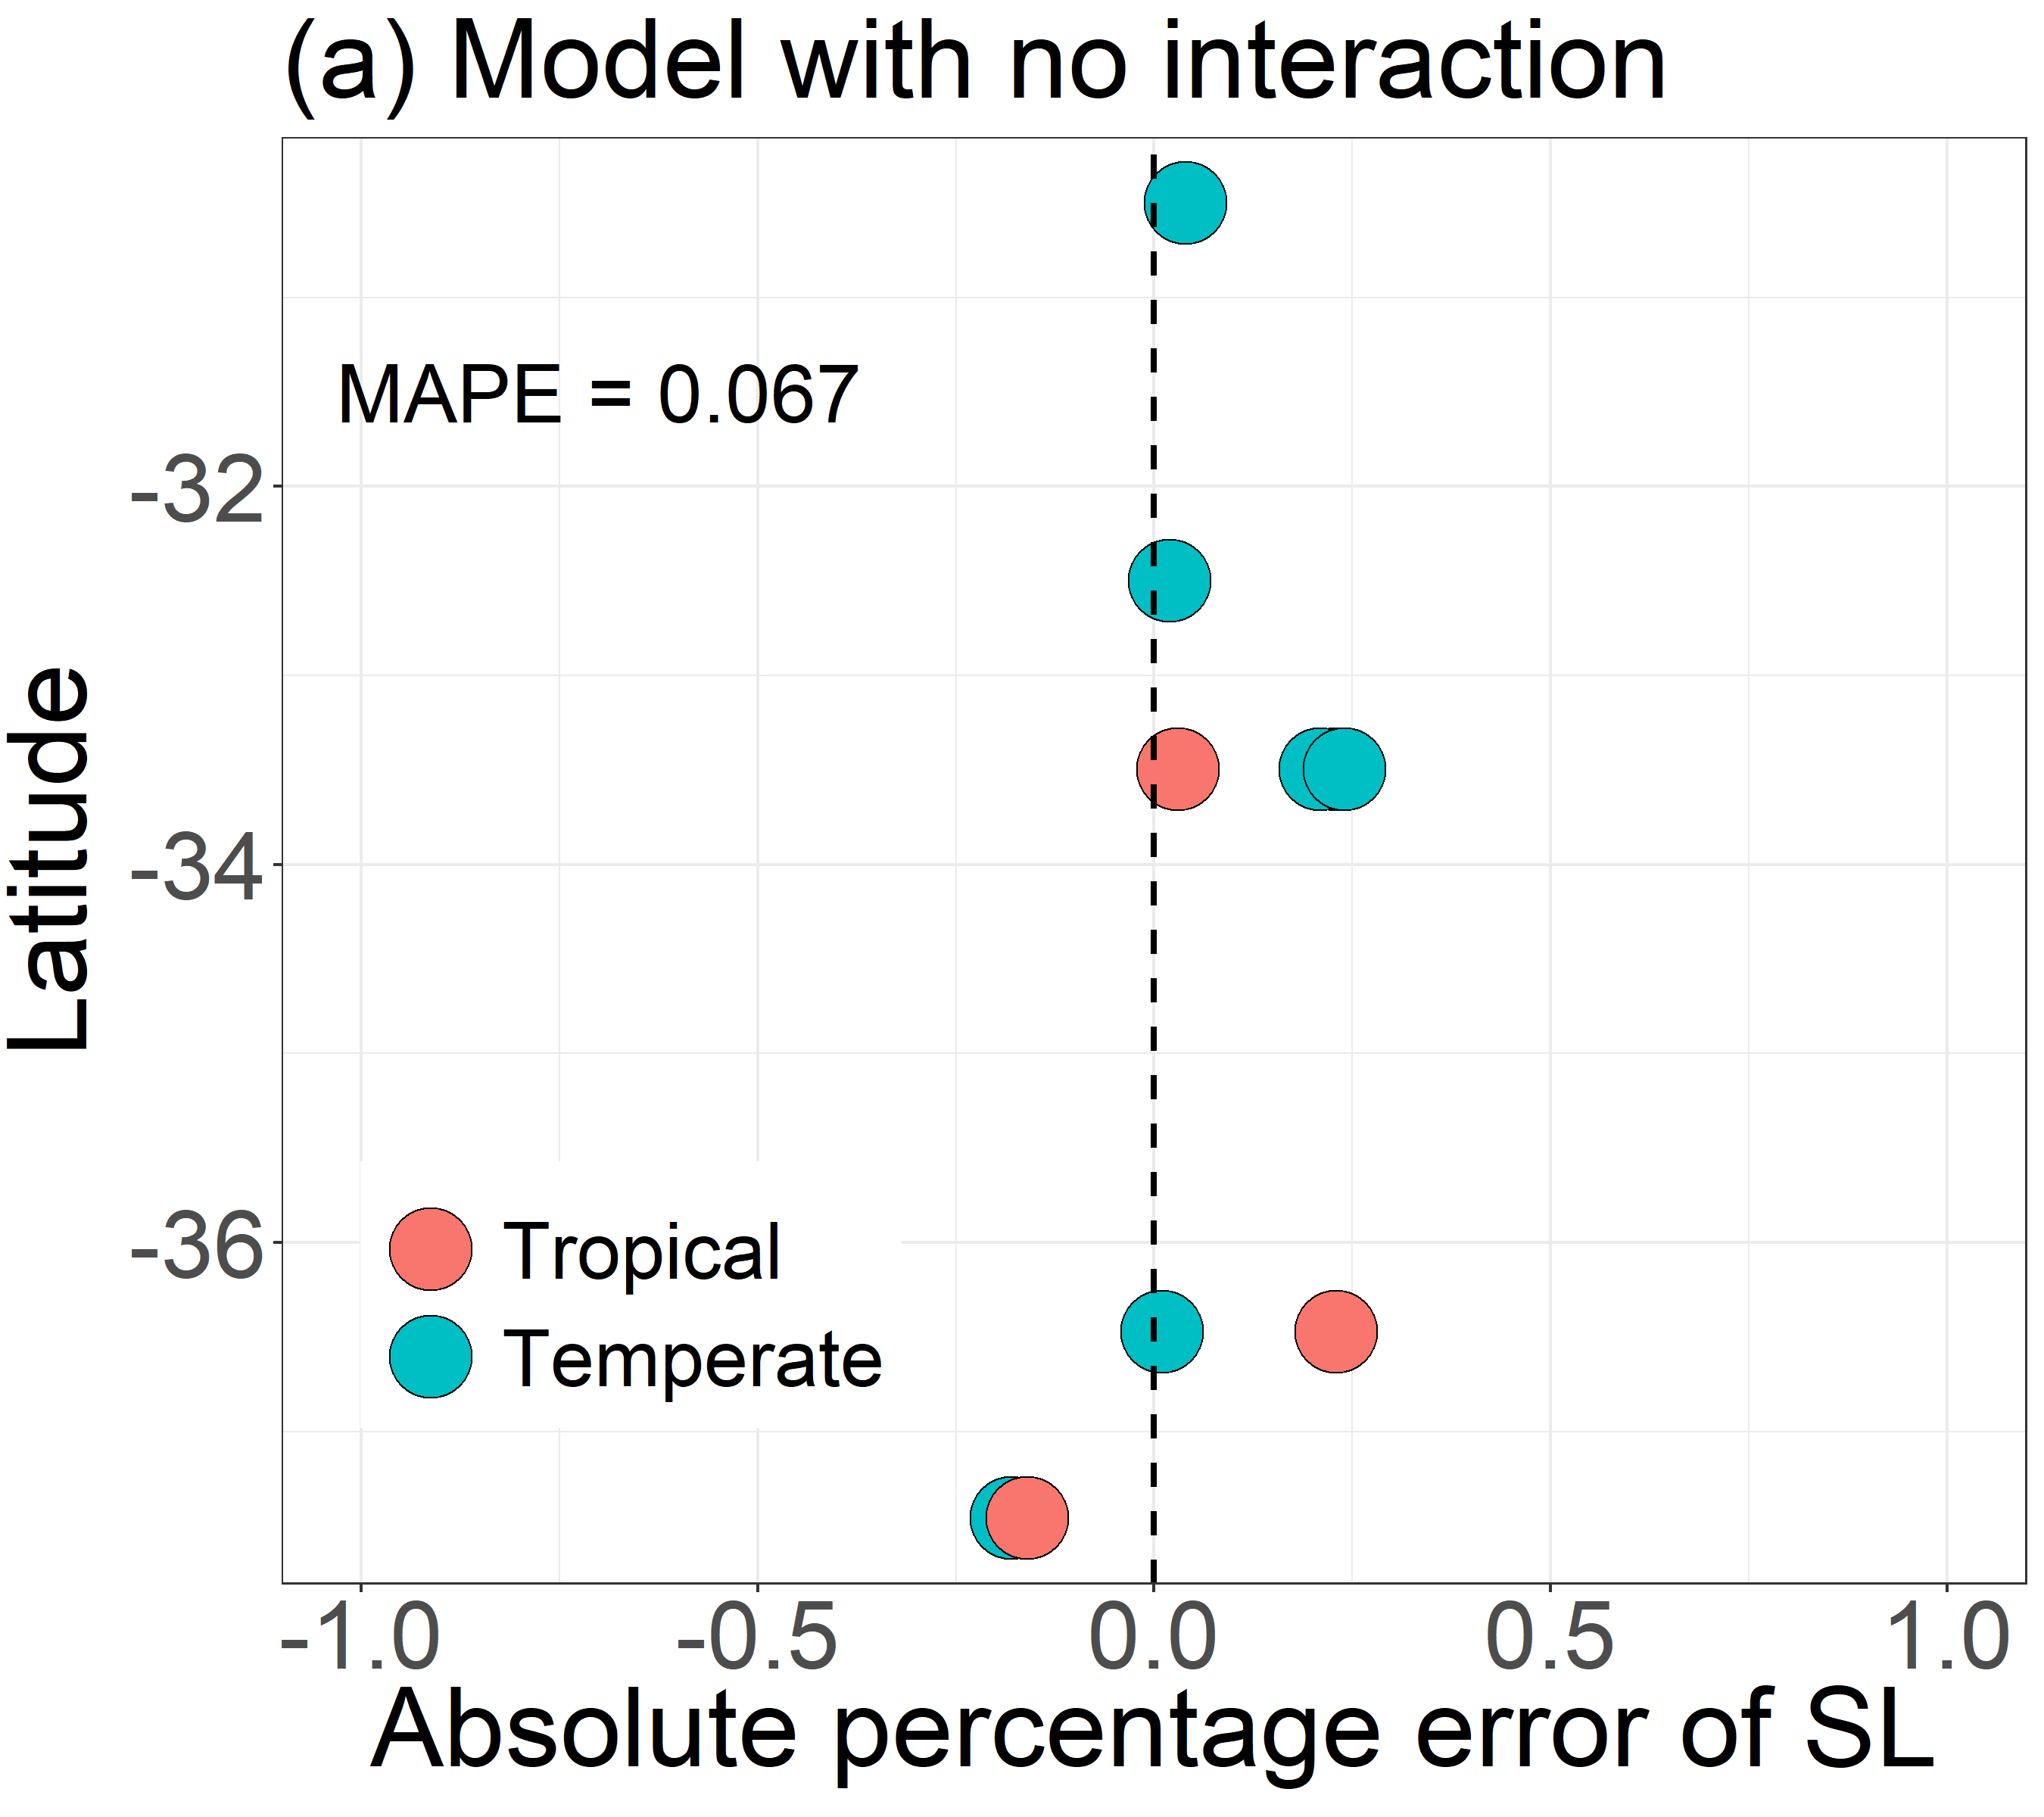 (a) Model with no interaction
MAPE = 0.067
-32
-34
-36
Latitude
Tropical
Temperate
-1.0
-0.5
0.0
0.5
1.0
Absolute percentage error of SL